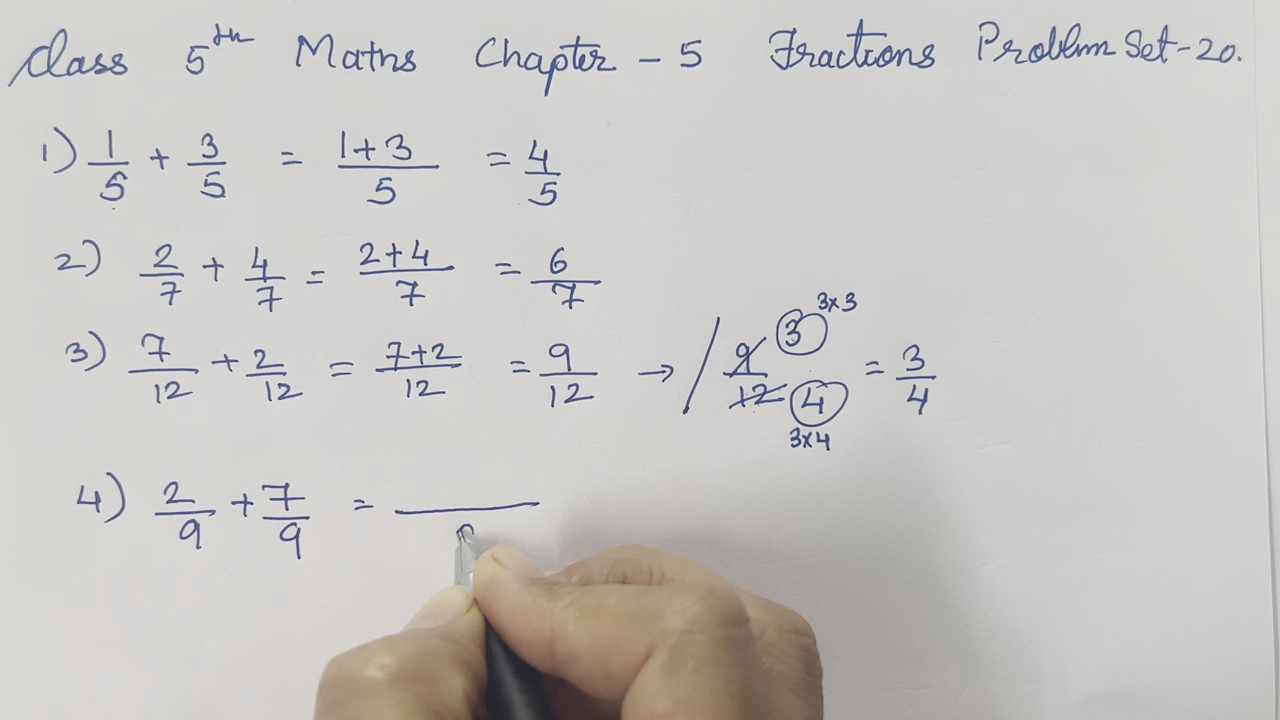 Class 5th Maths Chapter - 5 Fractions Problem Set-20.
1) 1/5 + 3/5 = 1+3/5 = 4/5
2) 2/7 + 4/7 = 2+4/7 = 6/7
3) 7/12 + 2/12 = 7+2/12 = 9/12 → / 9/12 3 3x3 4 3x4 = 3/4
4) 2/9 + 7/9 =